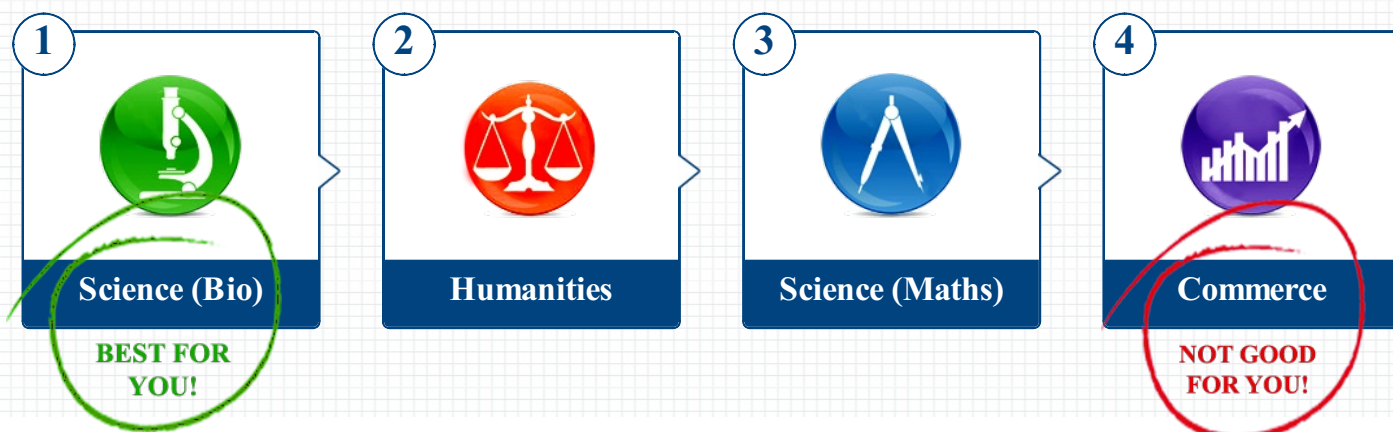 1
2
3
4
Science (Bio)
Humanities
Science (Maths)
Commerce
BEST FOR
YOU!
NOT GOOD
FOR YOU!